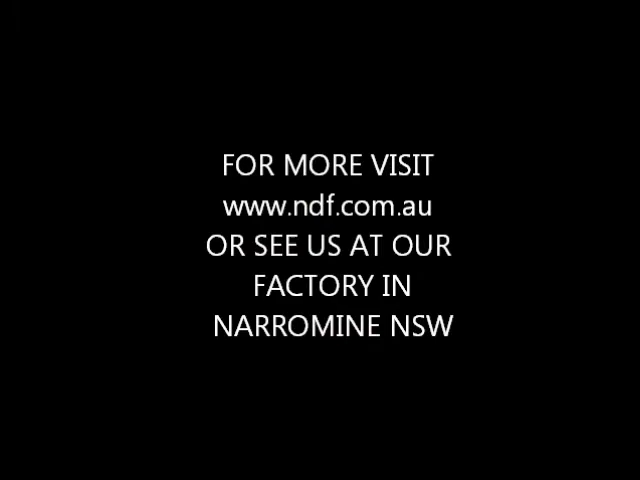 FOR MORE VISIT
www.ndf.com.au
OR SEE US AT OUR
FACTORY IN
NARROMINE NSW